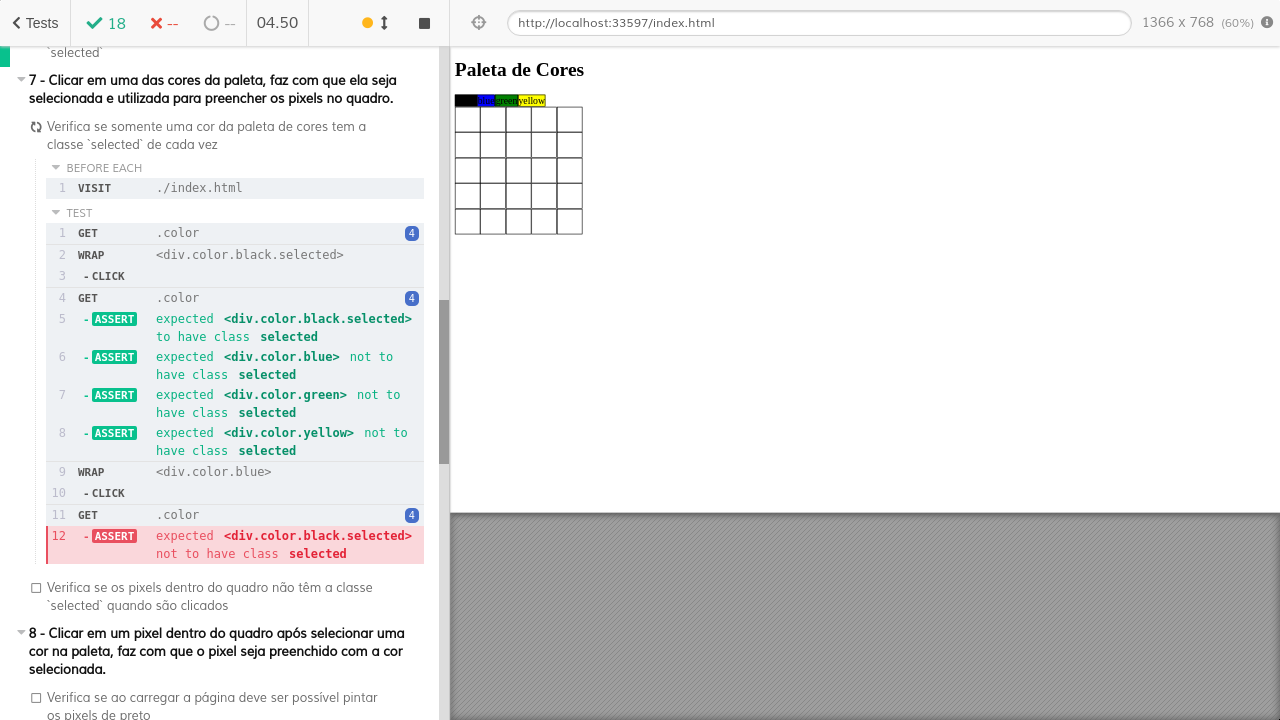 Tests
18
--
--
04.50
http://localhost:33597/index.html
1366 x 768 (60%)
`selected`
7 - Clicar em uma das cores da paleta, faz com que ela seja
selecionada e utilizada para preencher os pixels no quadro.
Verifica se somente uma cor da paleta de cores tem a
classe `selected` de cada vez
BEFORE EACH
1 VISIT ./index.html
TEST
1 GET .color 4
2 WRAP <div.color.black.selected>
3 - CLICK
4 GET .color 4
5 - ASSERT expected <div.color.black.selected>
to have class selected
6 - ASSERT expected <div.color.blue> not to
have class selected
7 - ASSERT expected <div.color.green> not to
have class selected
8 - ASSERT expected <div.color.yellow> not to
have class selected
9 WRAP <div.color.blue>
10 - CLICK
11 GET .color 4
12 - ASSERT expected <div.color.black.selected>
not to have class selected
Verifica se os pixels dentro do quadro não têm a classe
`selected` quando são clicados
8 - Clicar em um pixel dentro do quadro após selecionar uma
cor na paleta, faz com que o pixel seja preenchido com a cor
selecionada.
Verifica se ao carregar a página deve ser possível pintar
os pixels de preto
Paleta de Cores
blue green yellow